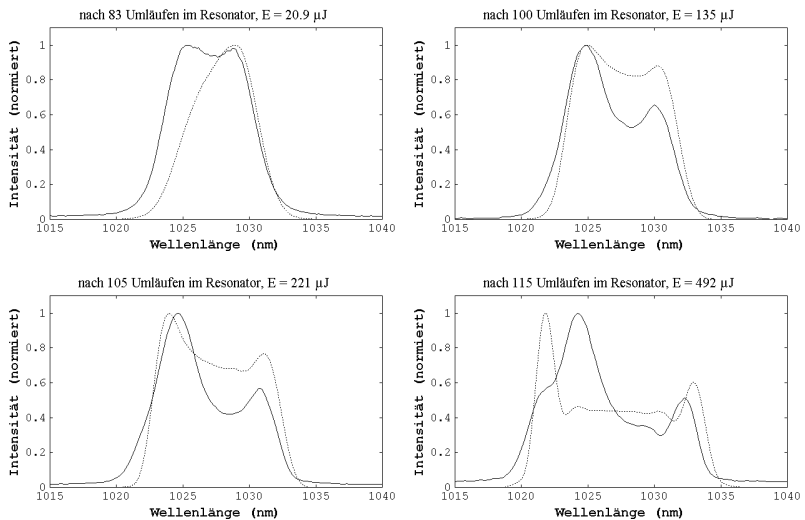 nach 83 Umläufen im Resonator, E = 20.9 µJ
Intensität (normiert)
1
0.8
0.6
0.4
0.2
0
1015 1020 1025 1030 1035 1040
Wellenlänge (nm)
nach 100 Umläufen im Resonator, E = 135 µJ
Intensität (normiert)
1
0.8
0.6
0.4
0.2
0
1015 1020 1025 1030 1035 1040
Wellenlänge (nm)
nach 105 Umläufen im Resonator, E = 221 µJ
Intensität (normiert)
1
0.8
0.6
0.4
0.2
0
1015 1020 1025 1030 1035 1040
Wellenlänge (nm)
nach 115 Umläufen im Resonator, E = 492 µJ
Intensität (normiert)
1
0.8
0.6
0.4
0.2
0
1015 1020 1025 1030 1035 1040
Wellenlänge (nm)